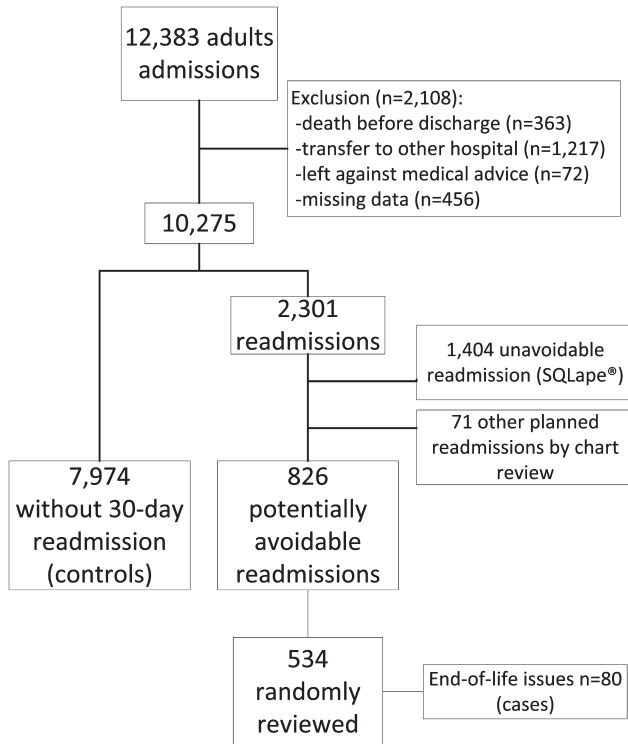 12,383 adults
admissions
Exclusion (n=2,108):
-death before discharge (n=363)
-transfer to other hospital (n=1,217)
-left against medical advice (n=72)
-missing data (n=456)
10,275
2,301
readmissions
1,404 unavoidable
readmission (SQLape®)
71 other planned
readmissions by chart
review
7,974
without 30-day
readmission
(controls)
826
potentially
avoidable
readmissions
534
randomly
reviewed
End-of-life issues n=80
(cases)